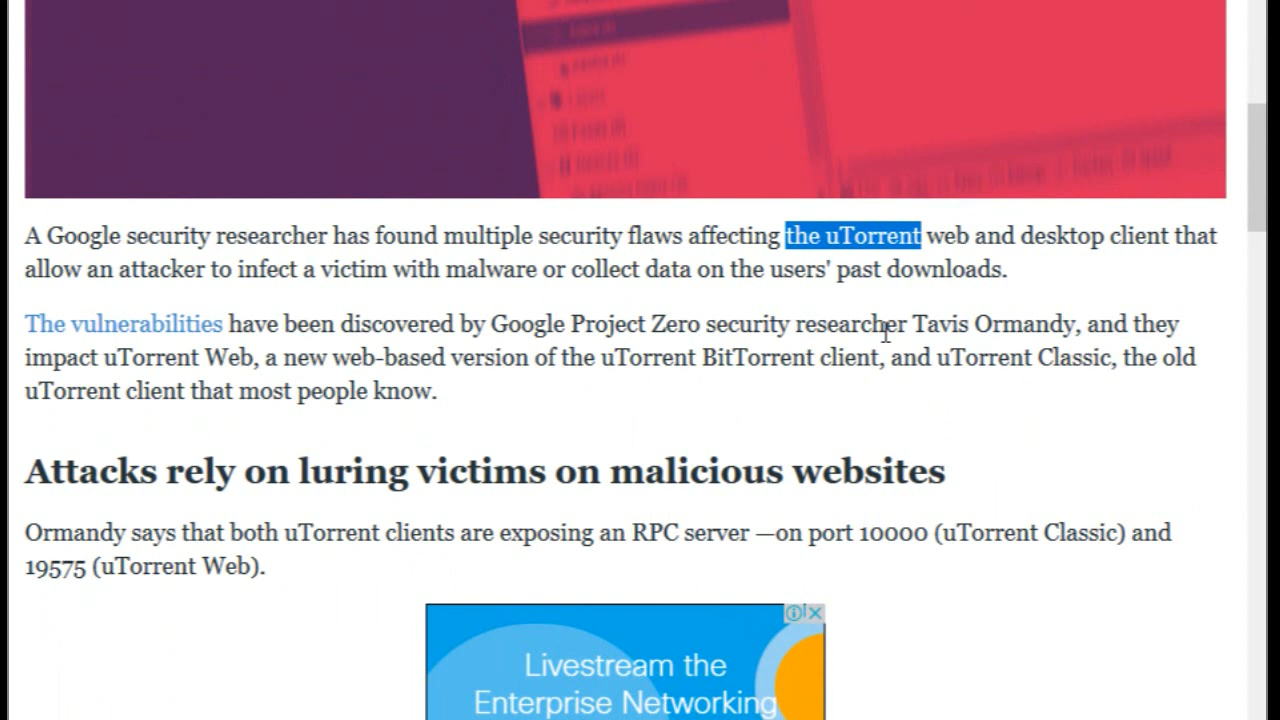 A Google security researcher has found multiple security flaws affecting the uTorrent web and desktop client that
allow an attacker to infect a victim with malware or collect data on the users' past downloads.
The vulnerabilities have been discovered by Google Project Zero security researcher Tavis Ormandy, and they
impact uTorrent Web, a new web-based version of the uTorrent BitTorrent client, and uTorrent Classic, the old
uTorrent client that most people know.
Attacks rely on luring victims on malicious websites
Ormandy says that both uTorrent clients are exposing an RPC server —on port 10000 (uTorrent Classic) and
19575 (uTorrent Web).
Livestream the
Enterprise Networking